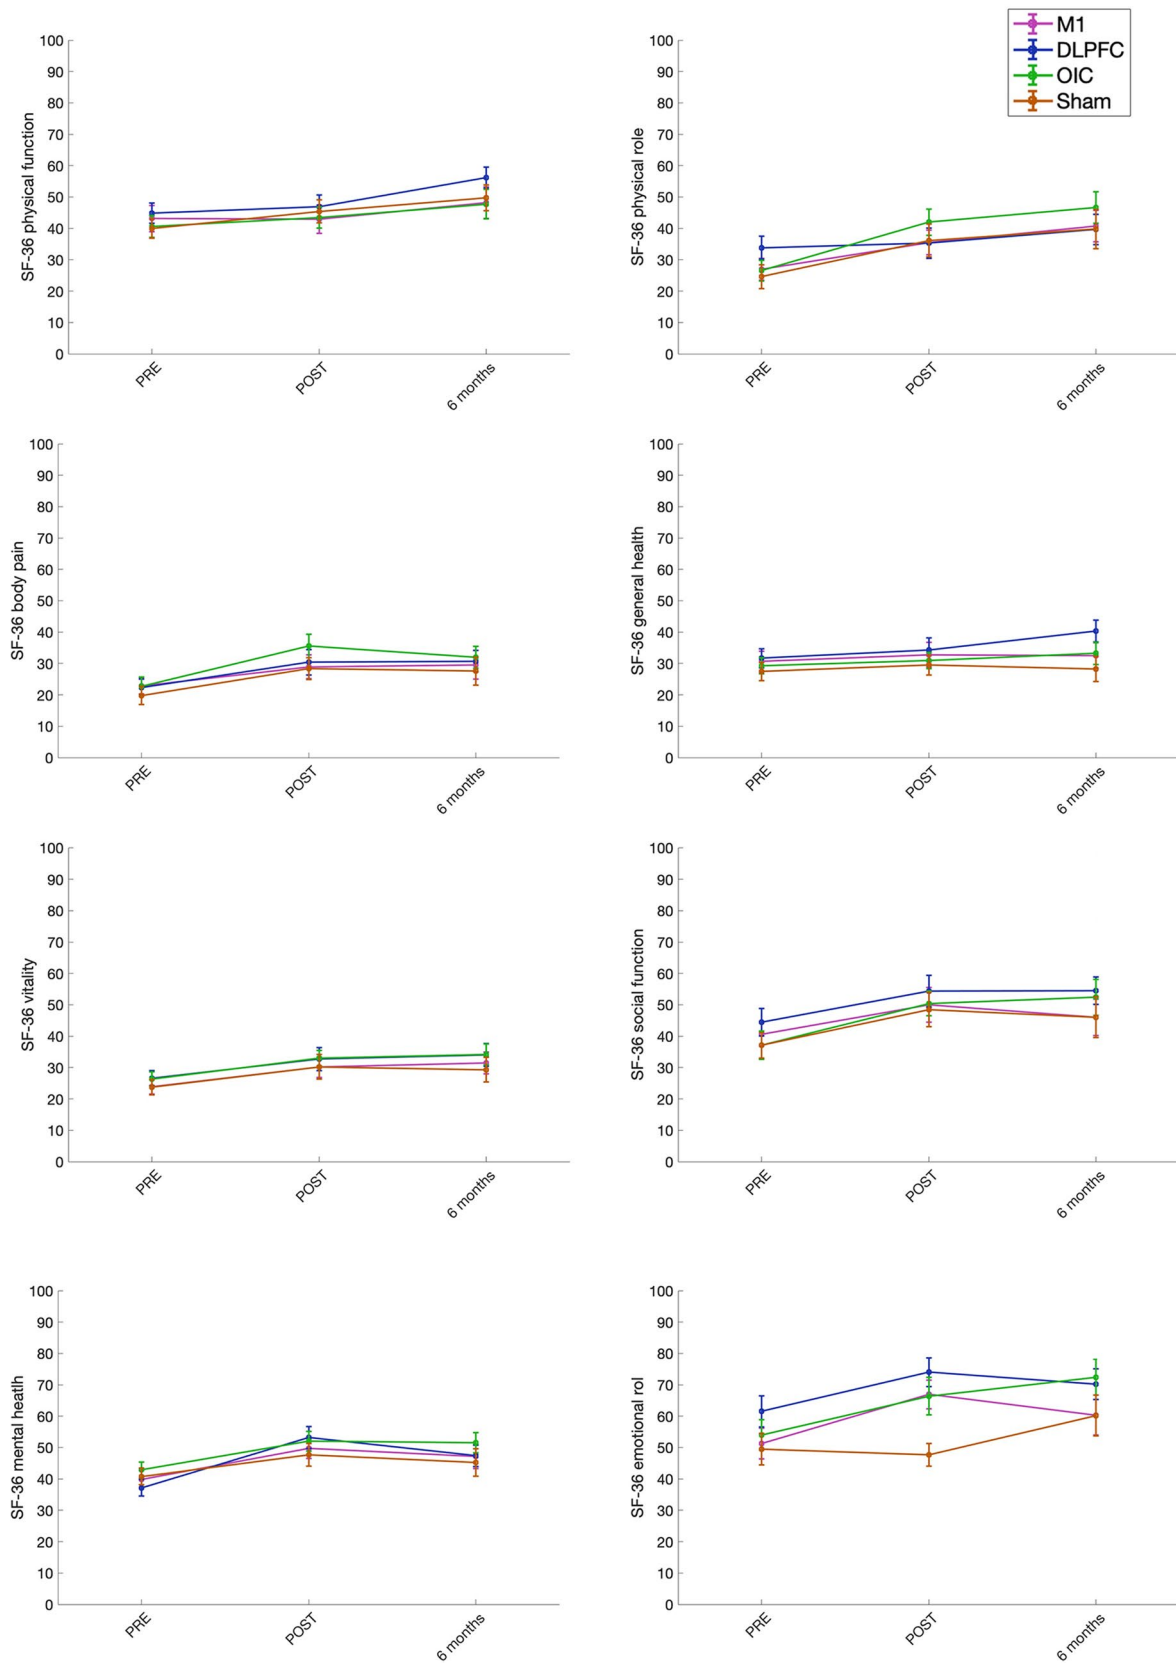 M1
DLPFC
OIC
Sham
SF-36 physical function
100
90
80
70
60
50
40
30
20
10
0
PRE
POST
6 months
SF-36 physical role
100
90
80
70
60
50
40
30
20
10
0
PRE
POST
6 months
SF-36 body pain
100
90
80
70
60
50
40
30
20
10
0
PRE
POST
6 months
SF-36 general health
100
90
80
70
60
50
40
30
20
10
0
PRE
POST
6 months
SF-36 vitality
100
90
80
70
60
50
40
30
20
10
0
PRE
POST
6 months
SF-36 social function
100
90
80
70
60
50
40
30
20
10
0
PRE
POST
6 months
SF-36 mental heatlh
100
90
80
70
60
50
40
30
20
10
0
PRE
POST
6 months
SF-36 emotional rol
100
90
80
70
60
50
40
30
20
10
0
PRE
POST
6 months